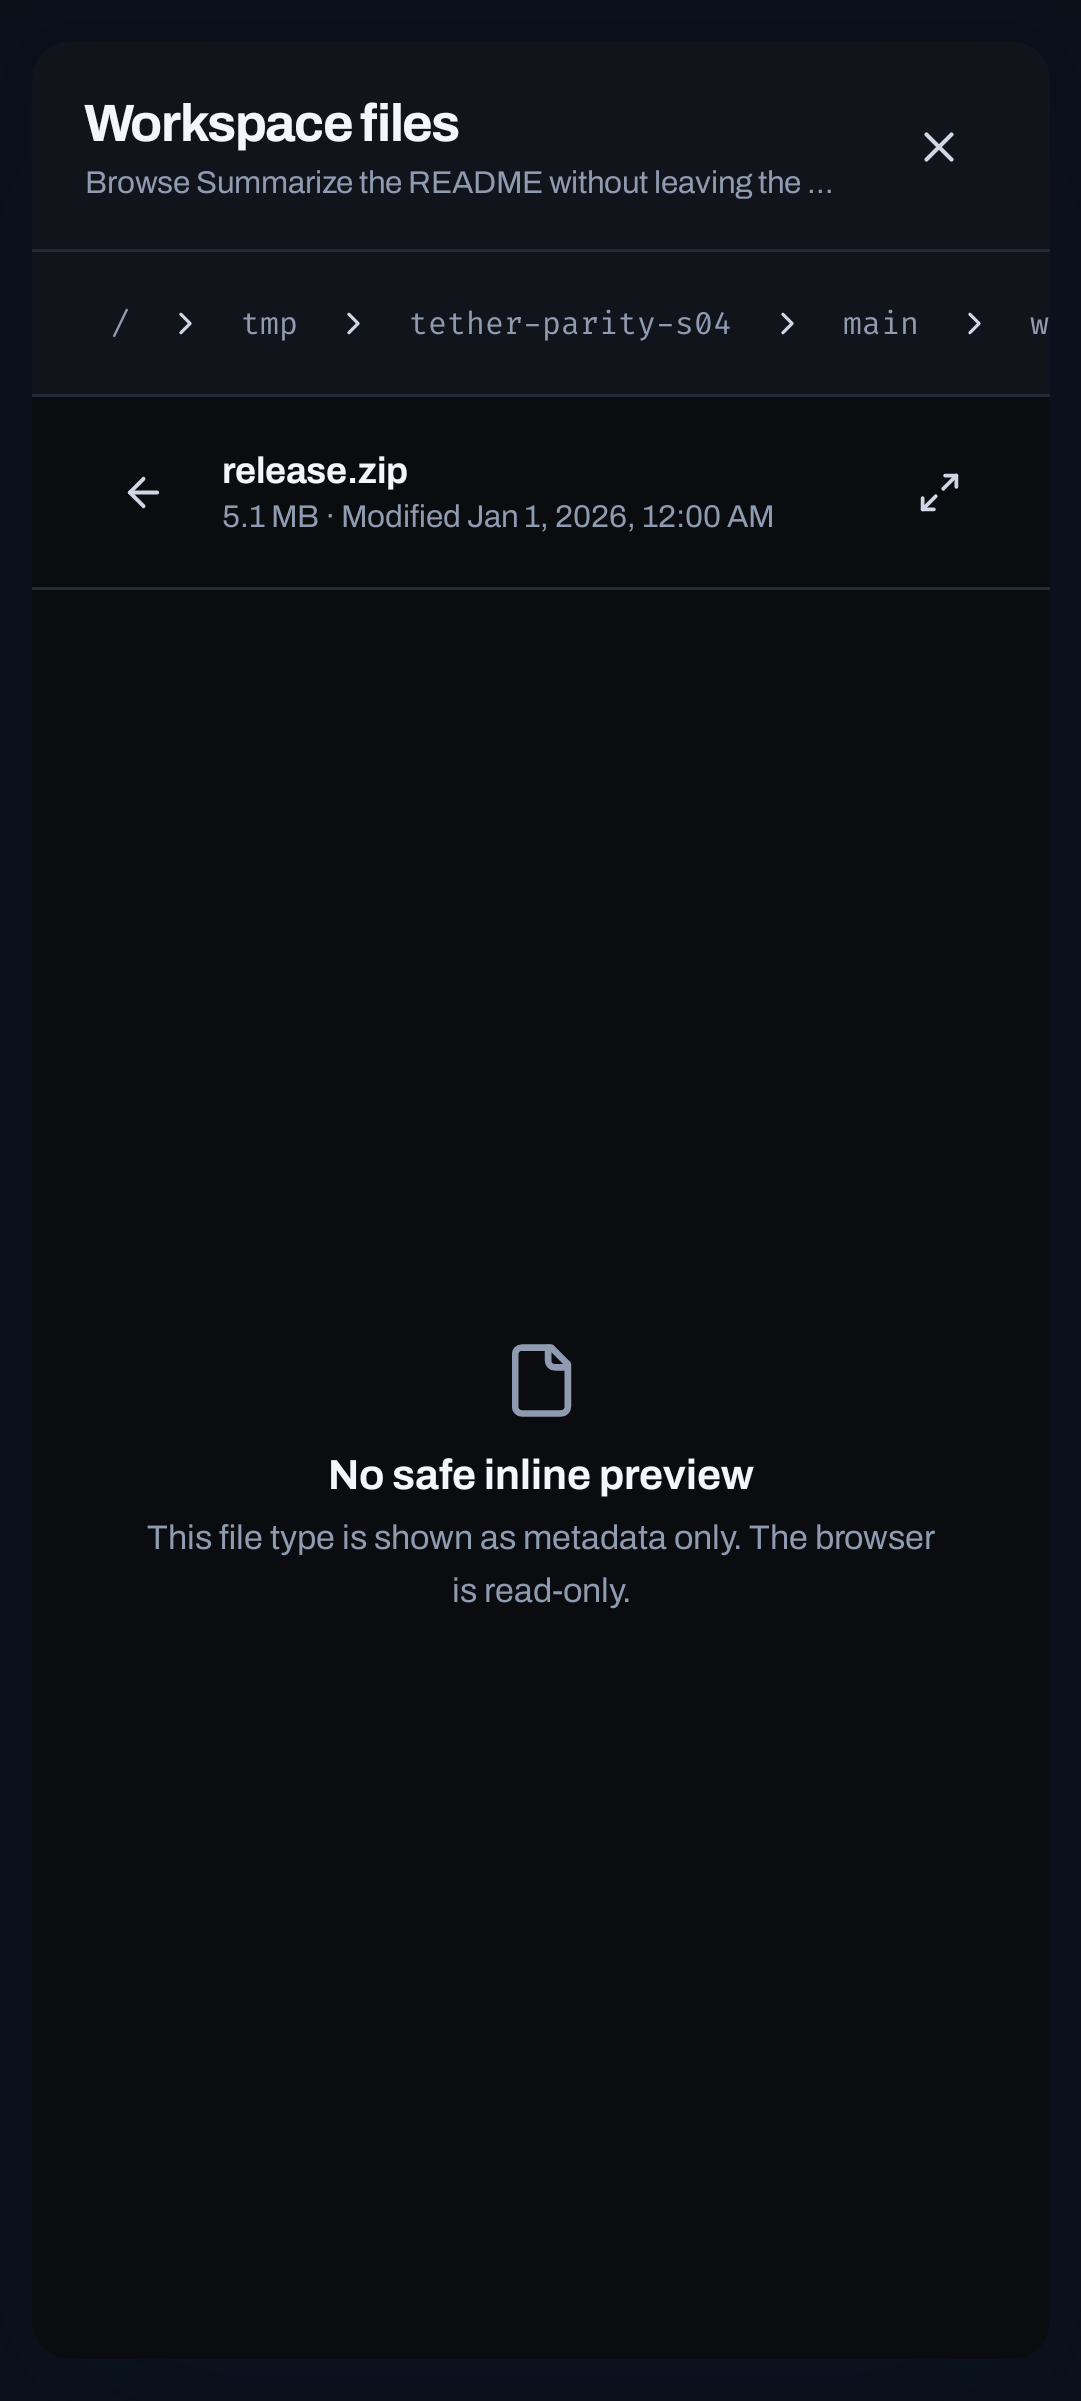 Workspace files
Browse Summarize the README without leaving the ...
/ > tmp > tether-parity-s04 > main > w
release.zip
5.1 MB · Modified Jan 1, 2026, 12:00 AM
No safe inline preview
This file type is shown as metadata only. The browser
is read-only.